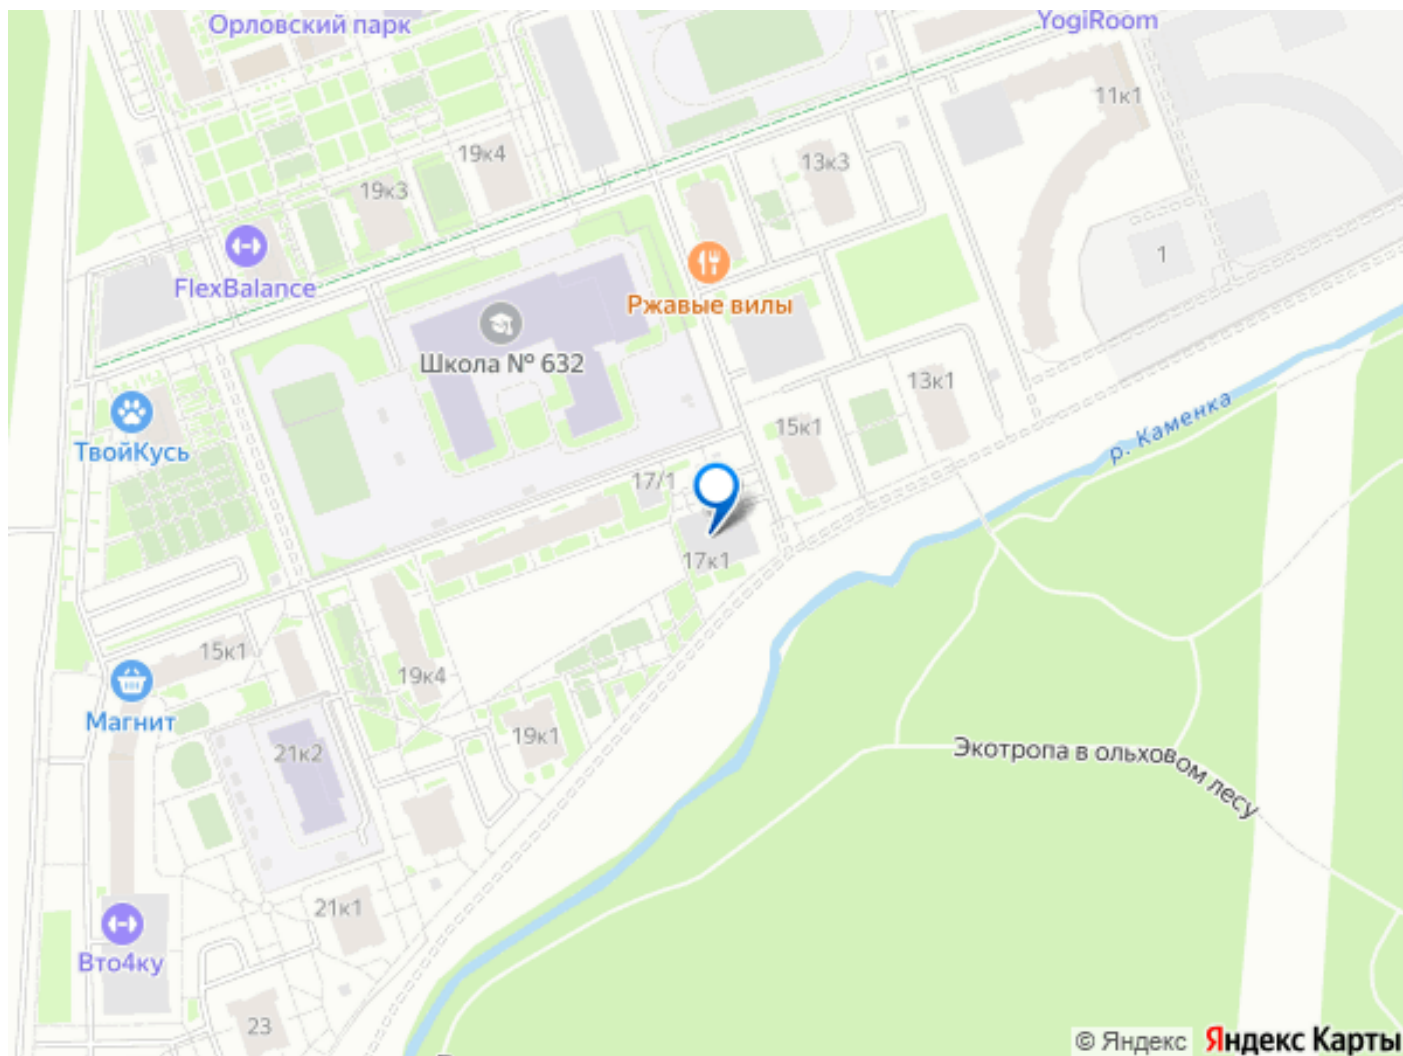 Орловский парк
YogiRoom
11к1
19к4
13к3
19к3
1
FlexBalance
Ржавые вилы
Школа № 632
13к1
р. Каменка
15к1
ТвойКусь
17/1
17к1
15к1
19к4
Магнит
19к1
21к2
Экотропа в ольховом лесу
21к1
Вто4ку
23
© Яндекс Яндекс Карты